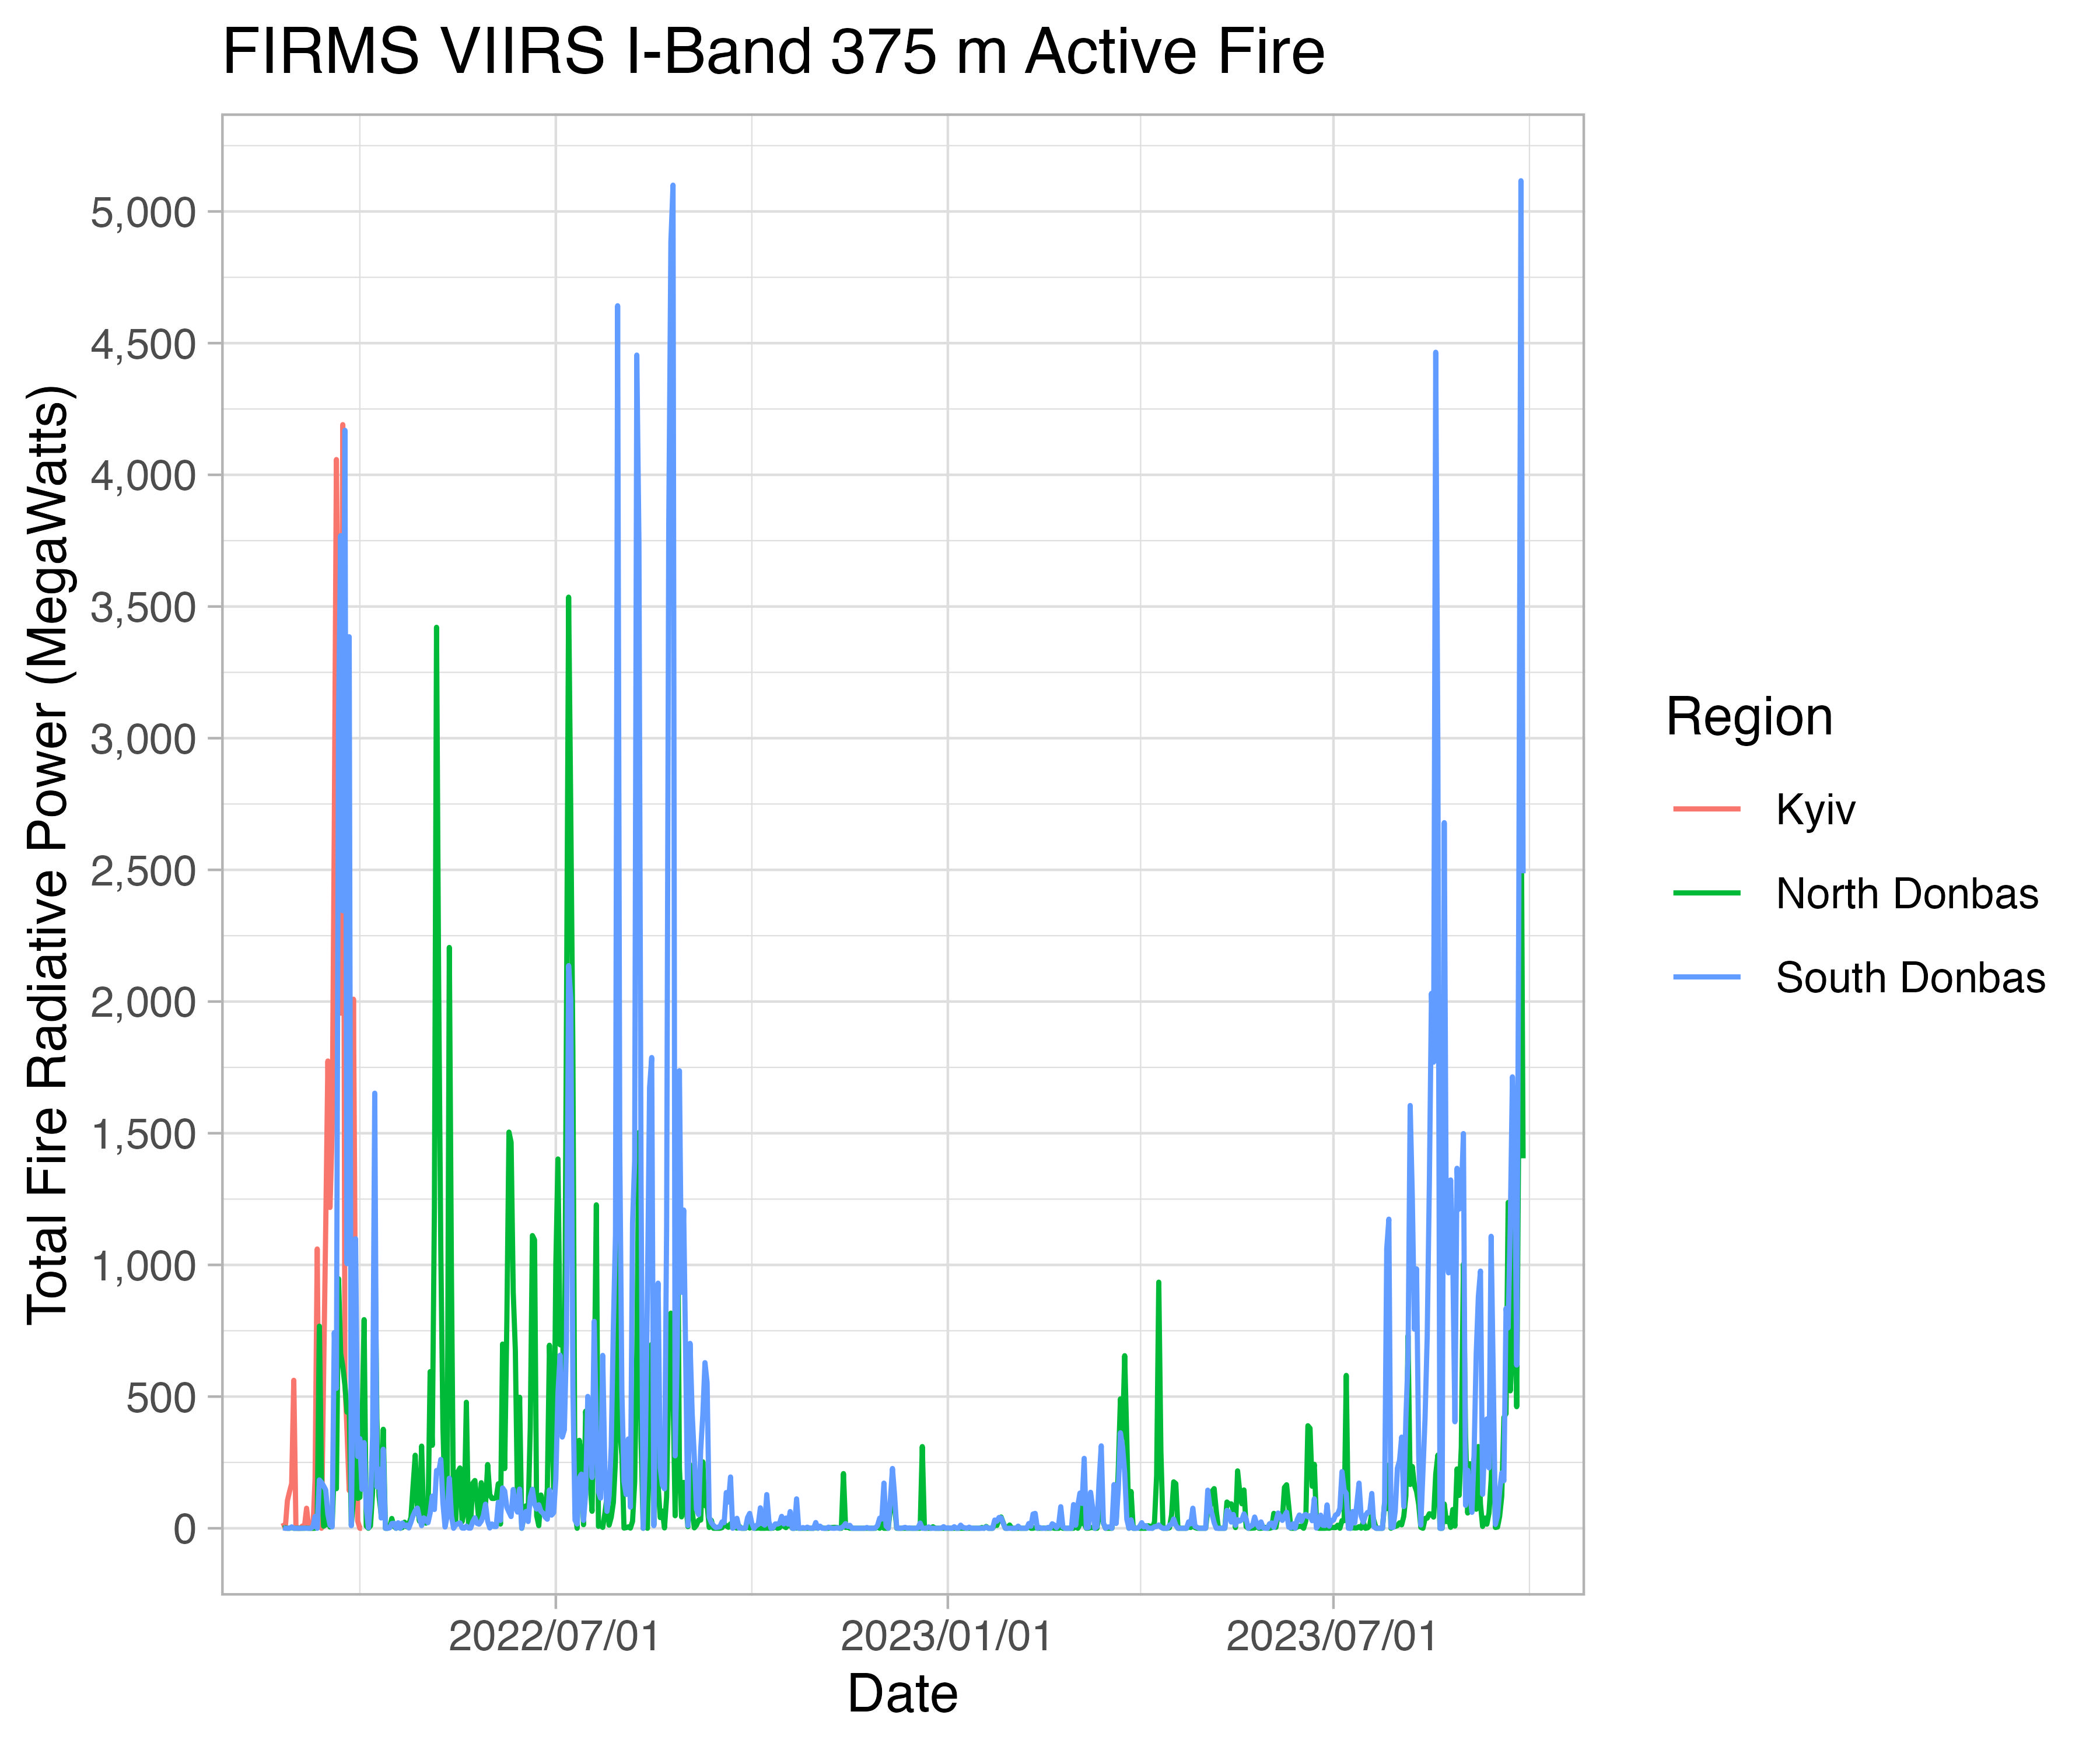 FIRMS VIIRS I-Band 375 m Active Fire
Total Fire Radiative Power (MegaWatts)
5,000
4,500
4,000
3,500
3,000
2,500
2,000
1,500
1,000
500
0
2022/07/01
2023/01/01
2023/07/01
Date
Region
Kyiv
North Donbas
South Donbas